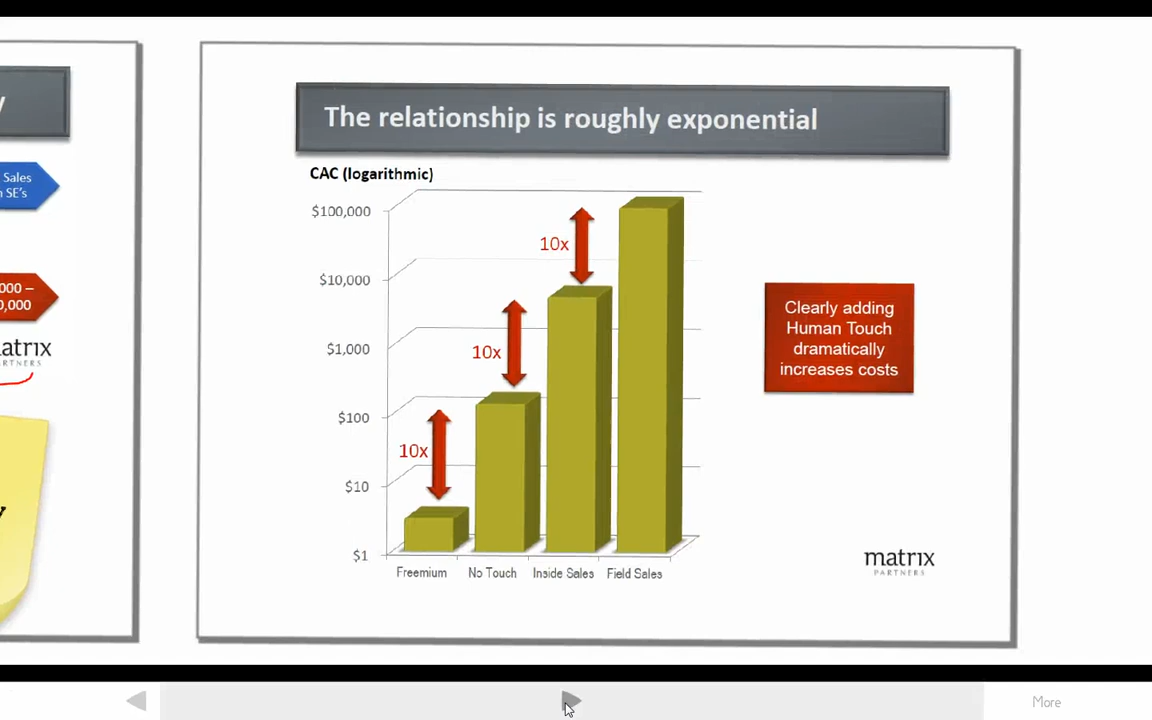 Sales
SE's
000 –
0,000
atrix
ARTNERS
The relationship is roughly exponential
CAC (logarithmic)
$100,000
$10,000
$1,000
$100
$10
$1
10x
10x
10x
Freemium
No Touch
Inside Sales
Field Sales
Clearly adding
Human Touch
dramatically
increases costs
matrix
PARTNERS
More